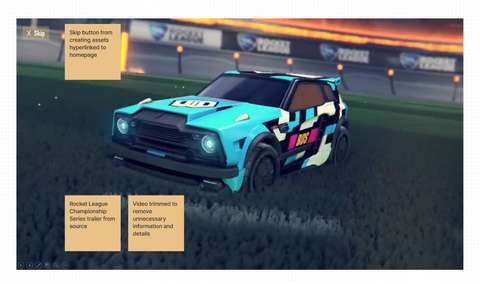 Skip
Skip button from
creating assets
hyperlinked to
homepage
Rocket League
Championship
Series trailer from
source
Video trimmed to
remove
unnecessary
information and
details